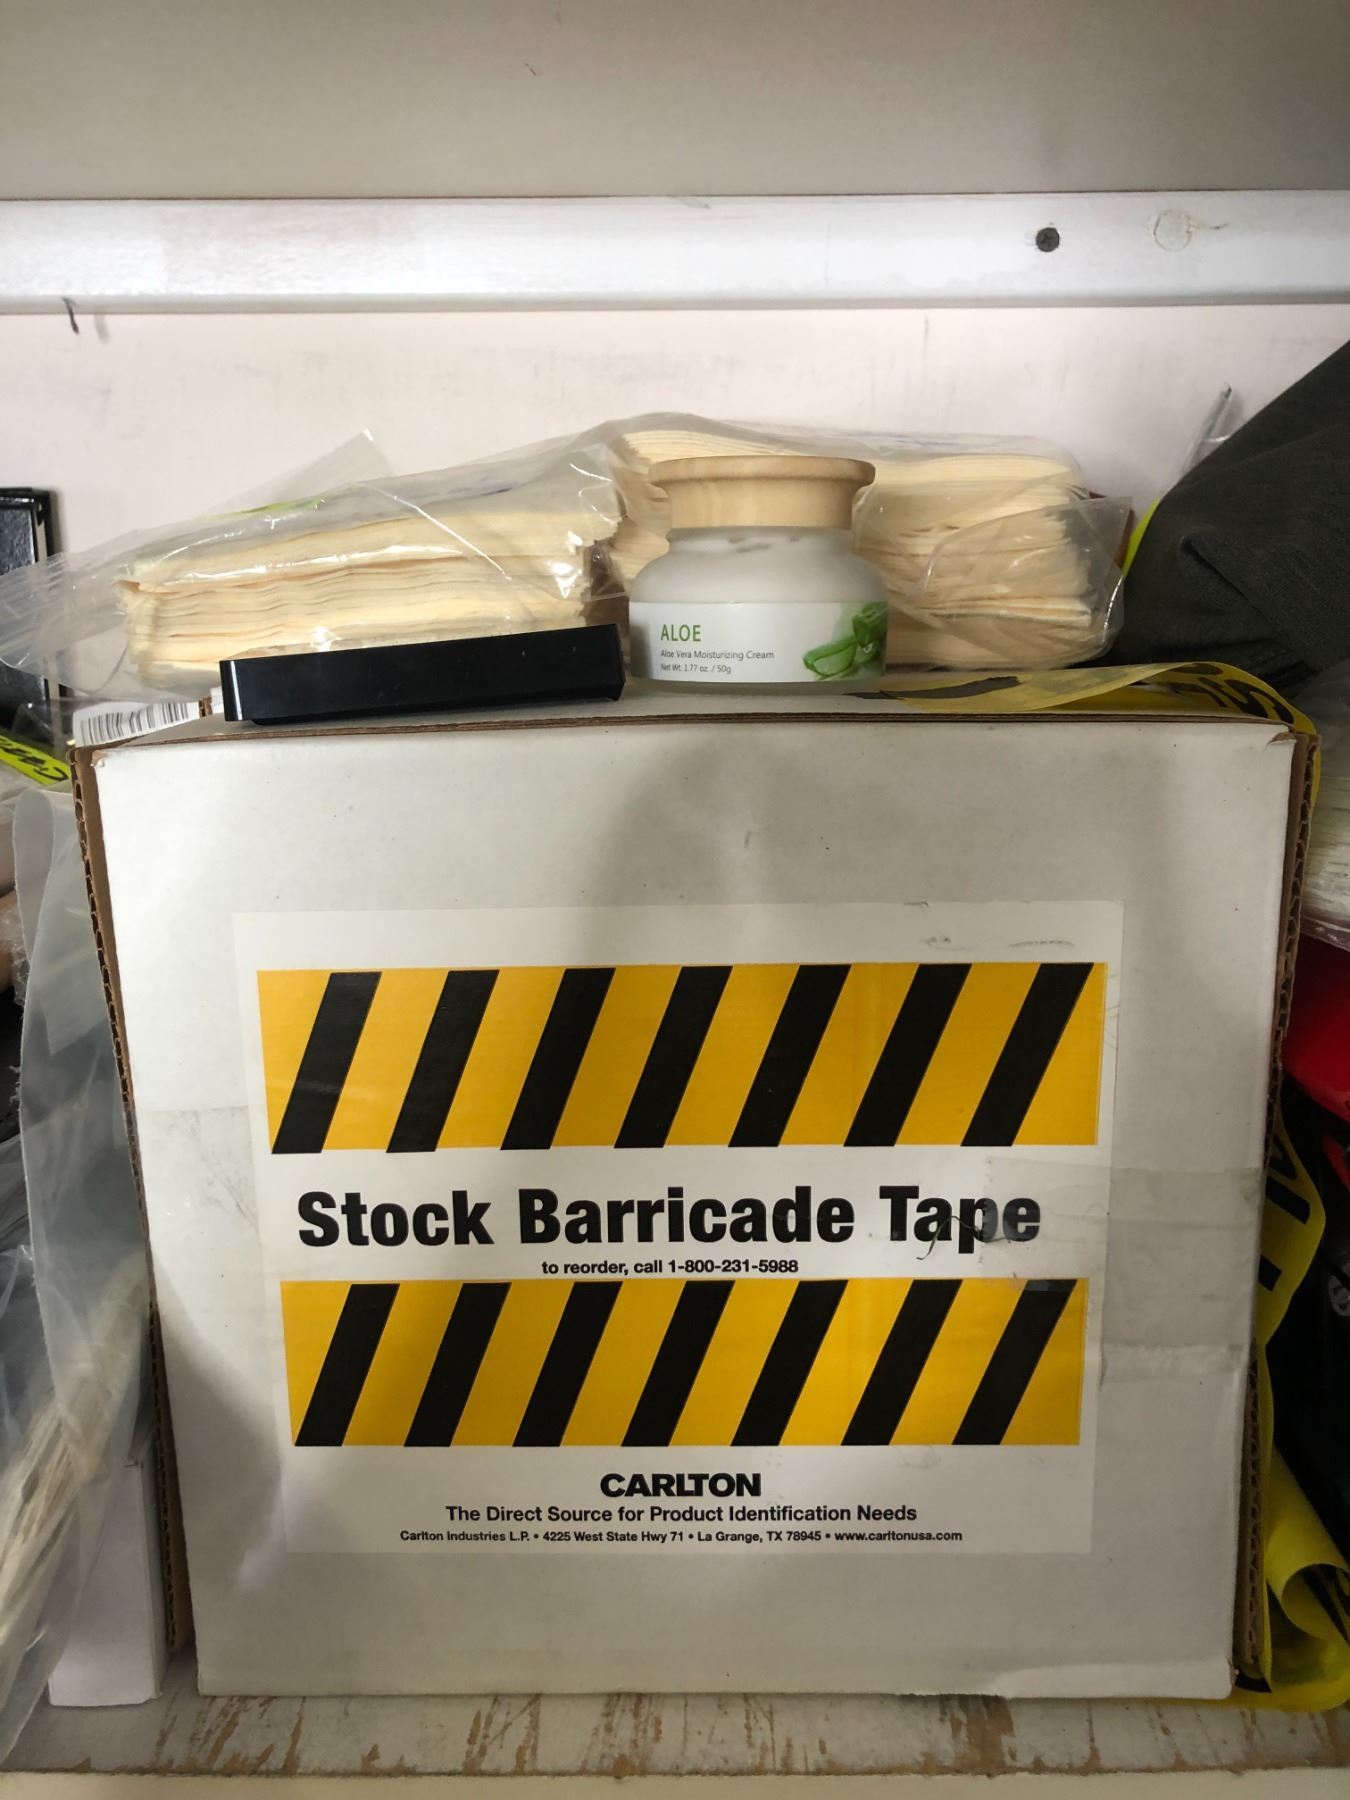 ALOE
Aloe Vera Moisturizing Cream
Net Wt. 1.77 oz. / 50g
Stock Barricade Tape
to reorder, call 1-800-231-5988
CARLTON
The Direct Source for Product Identification Needs
Carlton Industries L.P. • 4225 West State Hwy 71 • La Grange, TX 78945 • www.carltonusa.com